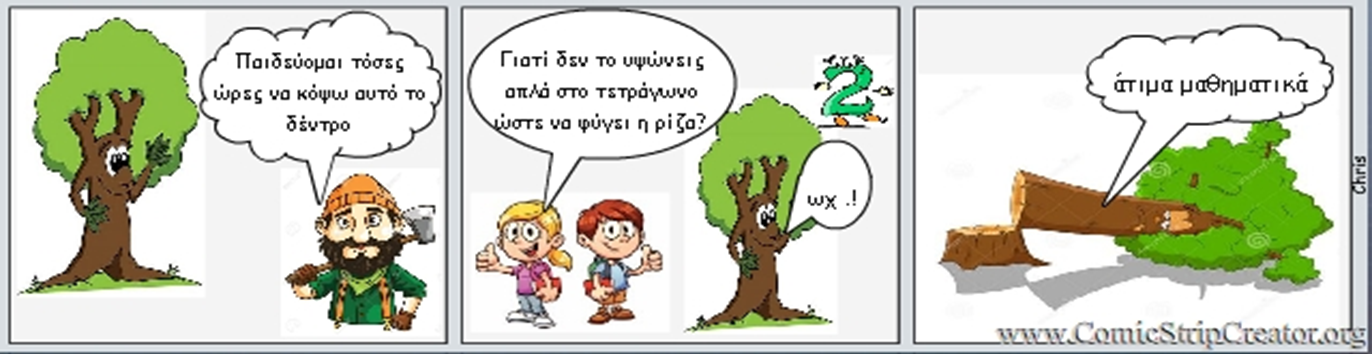 Παιδεύομαι τόσες
ώρες να κόψω αυτό το
δέντρο
Γιατί δεν το υψώνεις
απλά στο τετράγωνο
ώστε να φύγει η ρίζα?
2
ωχ .!
άτιμα μαθηματικά
Chris
www.ComicStripCreator.org